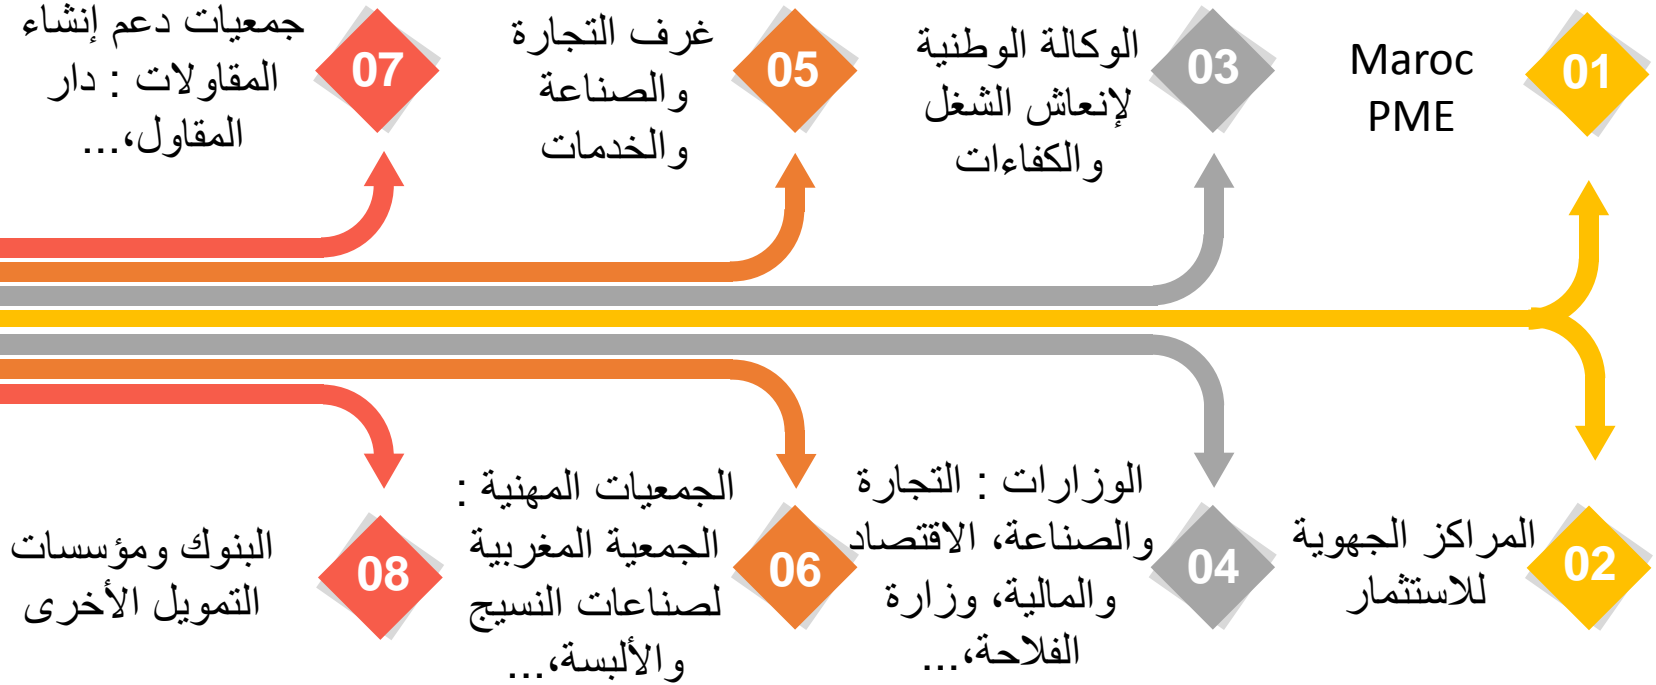 01
Maroc
PME
03
الوكالة الوطنية
لإنعاش الشغل
والكفاءات
05
غرف التجارة
والصناعة
والخدمات
07
جمعيات دعم إنشاء
المقاولات : دار
المقاول،...
02
المراكز الجهوية
للاستثمار
04
الوزارات : التجارة
والصناعة، الاقتصاد
والمالية، وزارة
الفلاحة،...
06
الجمعيات المهنية :
الجمعية المغربية
لصناعات النسيج
والألبسة،...
08
البنوك ومؤسسات
التمويل الأخرى